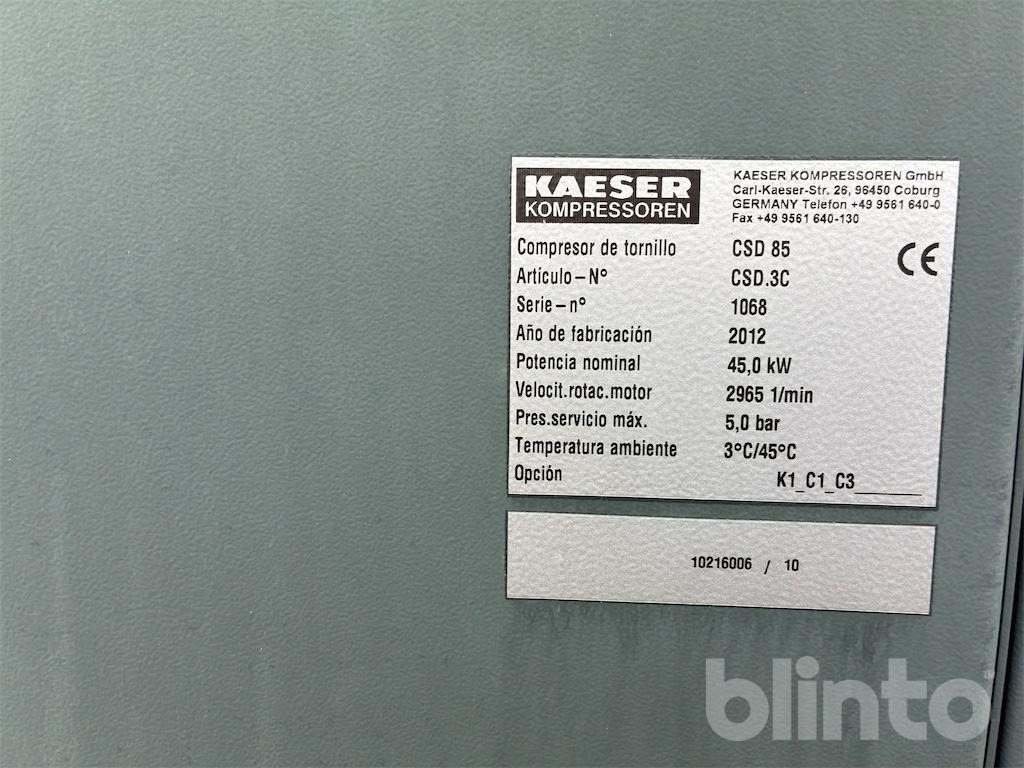 KAESER
KOMPRESSOREN
KAESER KOMPRESSOREN GmbH
Carl-Kaeser-Str. 26, 96450 Coburg
GERMANY Telefon +49 9561 640-0
Fax +49 9561 640-130
CE
Compresor de tornillo CSD 85
Artículo – N° CSD.3C
Serie – n° 1068
Año de fabricación 2012
Potencia nominal 45,0 kW
Velocit.rotac.motor 2965 1/min
Pres.servicio máx. 5,0 bar
Temperatura ambiente 3°C/45°C
Opción K1_C1_C3______
10216006 / 10
blinto